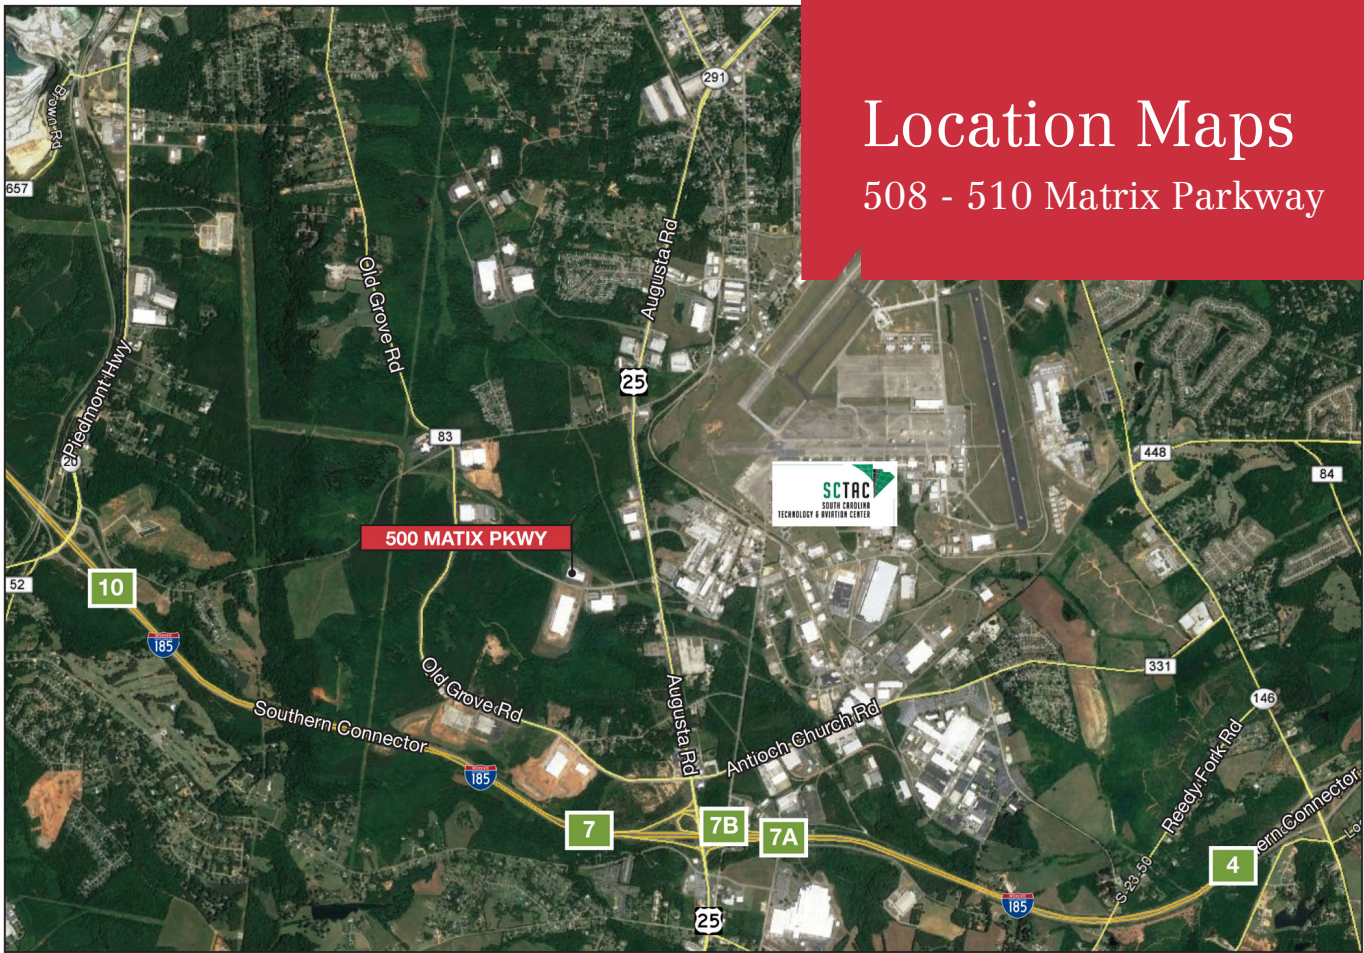 Location Maps
508 - 510 Matrix Parkway
291
Brown Rd
657
Augusta Rd
Old Grove Rd
Piedmont Hwy
25
83
20
448
84
SCTAC
SOUTH CAROLINA
TECHNOLOGY & AVIATION CENTER
500 MATIX PKWY
52
10
185
331
Old Grove Rd
Augusta Rd
146
Southern Connector
Antioch Church Rd
185
Reedy Fork Rd
7
7B
7A
ern Connector
4
S-23-50
185
25